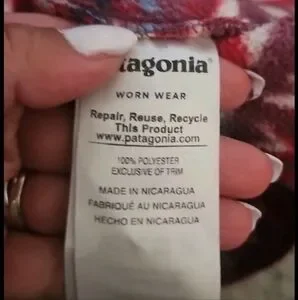 tagonia®
WORN WEAR
Repair, Reuse, Recycle
This Product
www.patagonia.com
100% POLYESTER
EXCLUSIVE OF TRIM
MADE IN NICARAGUA
FABRIQUÉ AU NICARAGUA
HECHO EN NICARAGUA